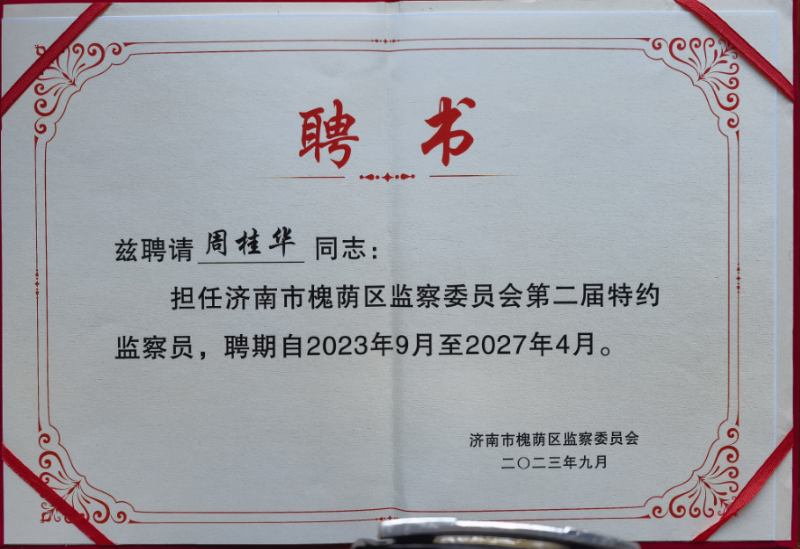 聘书
兹聘请 周桂华 同志：
担任济南市槐荫区监察委员会第二届特约
监察员，聘期自2023年9月至2027年4月。
济南市槐荫区监察委员会
二〇二三年九月